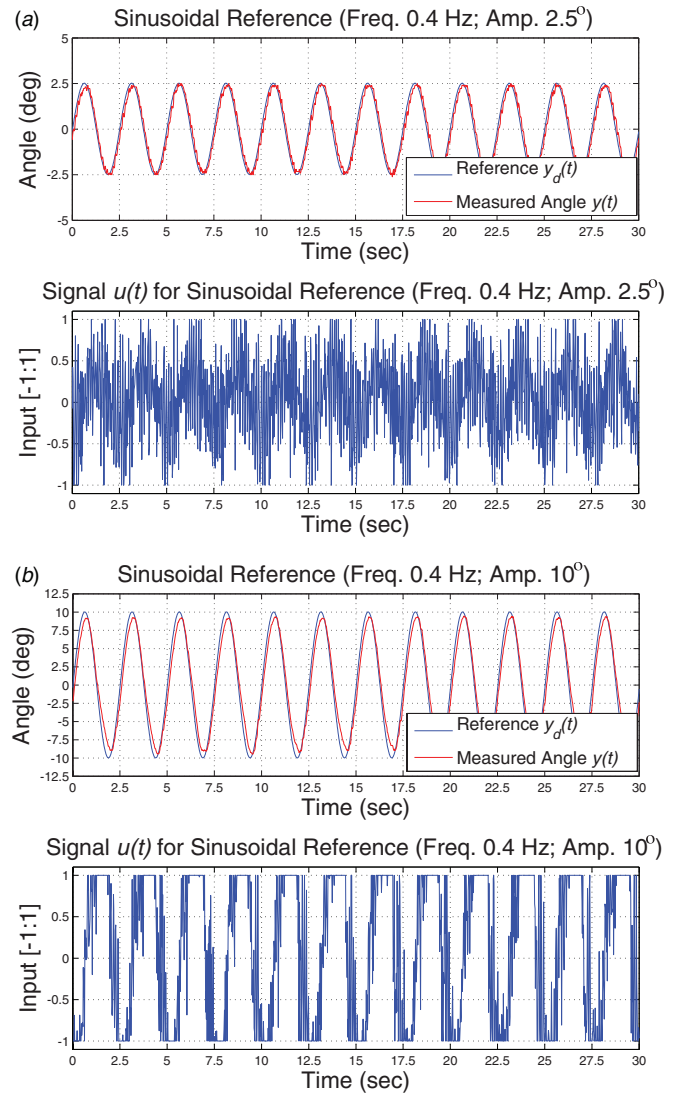 (a) Sinusoidal Reference (Freq. 0.4 Hz; Amp. 2.5º)
5
2.5
0
-2.5
-5
Angle (deg)
Reference y_d(t)
Measured Angle y(t)
0 2.5 5 7.5 10 12.5 15 17.5 20 22.5 25 27.5 30
Time (sec)
Signal u(t) for Sinusoidal Reference (Freq. 0.4 Hz; Amp. 2.5º)
1
0.5
0
-0.5
-1
Input [-1:1]
0 2.5 5 7.5 10 12.5 15 17.5 20 22.5 25 27.5 30
Time (sec)
(b) Sinusoidal Reference (Freq. 0.4 Hz; Amp. 10º)
12.5
10
7.5
5
2.5
0
-2.5
-5
-7.5
-10
-12.5
Angle (deg)
Reference y_d(t)
Measured Angle y(t)
0 2.5 5 7.5 10 12.5 15 17.5 20 22.5 25 27.5 30
Time (sec)
Signal u(t) for Sinusoidal Reference (Freq. 0.4 Hz; Amp. 10º)
1
0.5
0
-0.5
-1
Input [-1:1]
0 2.5 5 7.5 10 12.5 15 17.5 20 22.5 25 27.5 30
Time (sec)